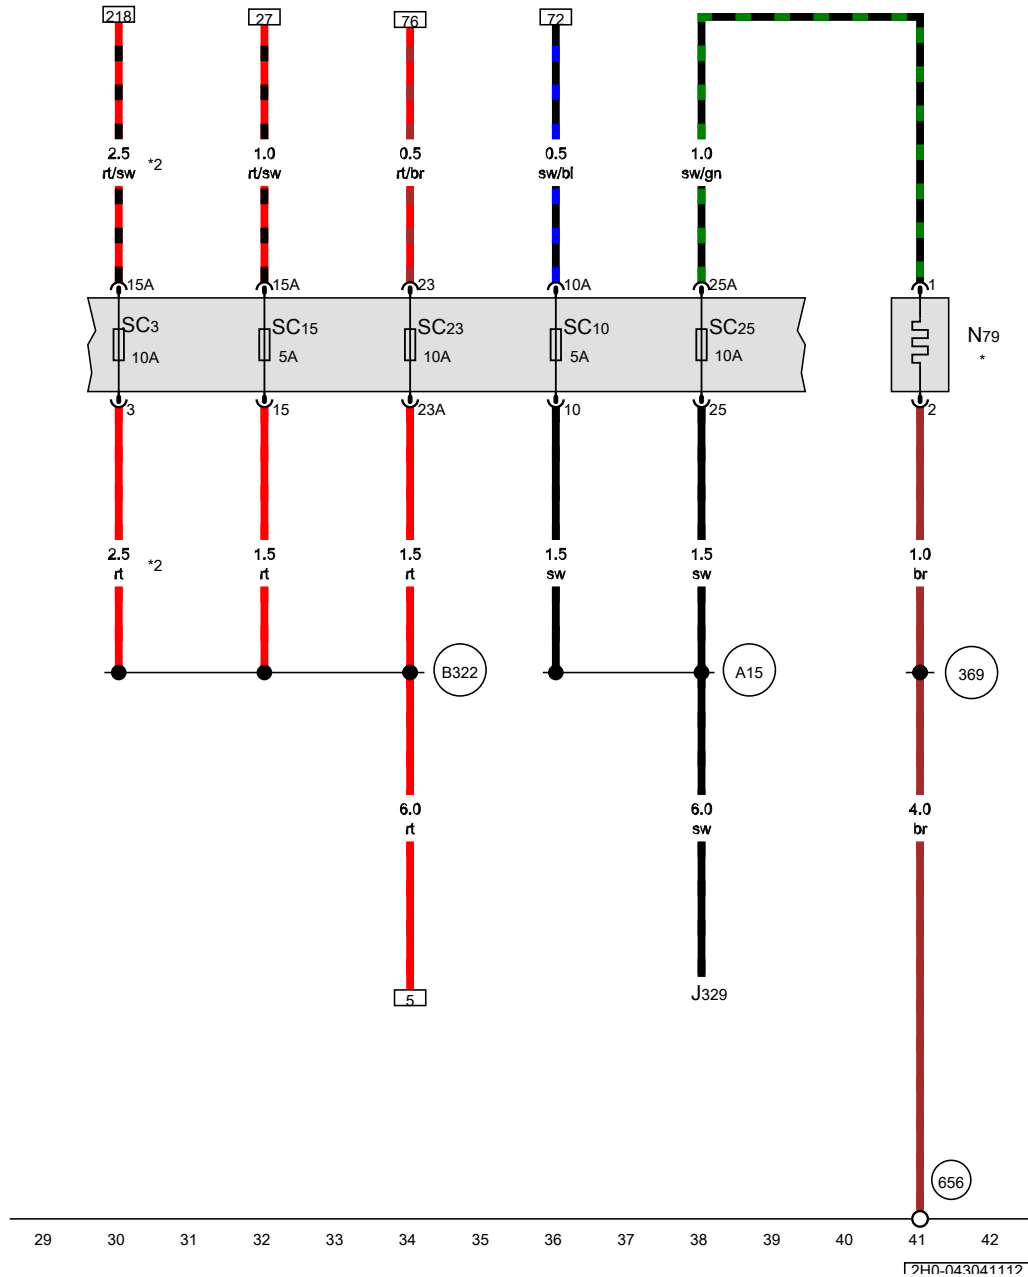 218 27 76 72
2.5 1.0 0.5 0.5 1.0
rt/sw *2 rt/sw rt/br sw/bl sw/gn
15A 15A 23 10A 25A 1
SC3 SC15 SC23 SC10 SC25 N79
10A 5A 10A 5A 10A *
3 15 23A 10 25 2
2.5 1.5 1.5 1.5 1.5 1.0
rt *2 rt rt sw sw br
B322 A15 369
6.0 6.0 4.0
rt sw br
5 J329
656
29 30 31 32 33 34 35 36 37 38 39 40 41 42
2H0-043041112